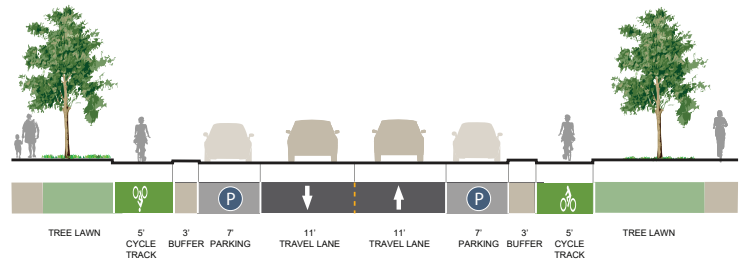 P
P
TREE LAWN
5'
CYCLE
TRACK
3'
BUFFER
7'
PARKING
11'
TRAVEL LANE
11'
TRAVEL LANE
7'
PARKING
3'
BUFFER
5'
CYCLE
TRACK
TREE LAWN